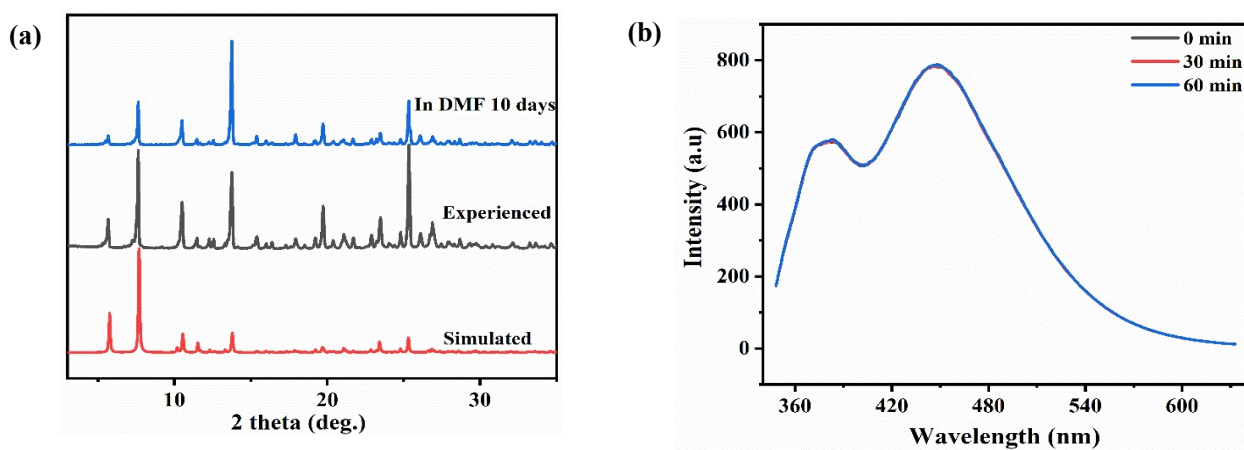 (a)
In DMF 10 days
Experienced
Simulated
10
20
30
2 theta (deg.)
(b)
0 min
30 min
60 min
800
600
400
200
0
Intensity (a.u)
360
420
480
540
600
Wavelength (nm)